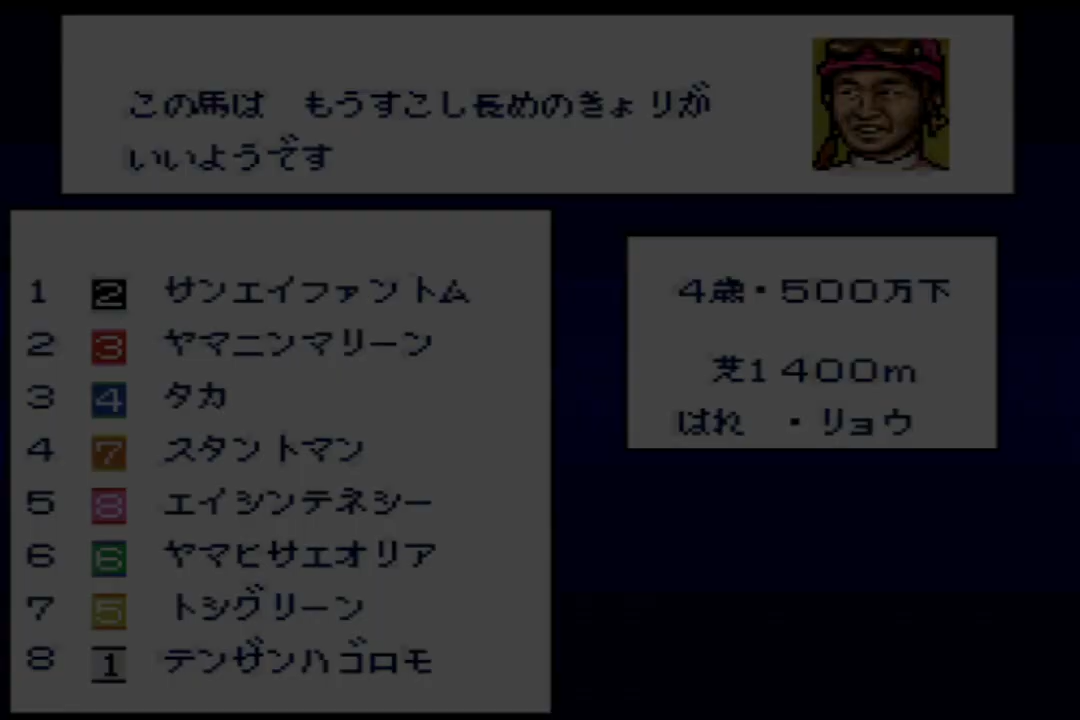 この馬は　もうすこし長めのきょりが
いいようです
1 2 サンエイファントム
2 3 ヤマニンマリーン
3 4 タカ
4 7 スタントマン
5 8 エイシンテネシー
6 6 ヤマヒサエオリア
7 5 トシグリーン
8 1 テンザンハゴロモ
4歳・500万下
芝1400m
はれ　・リョウ